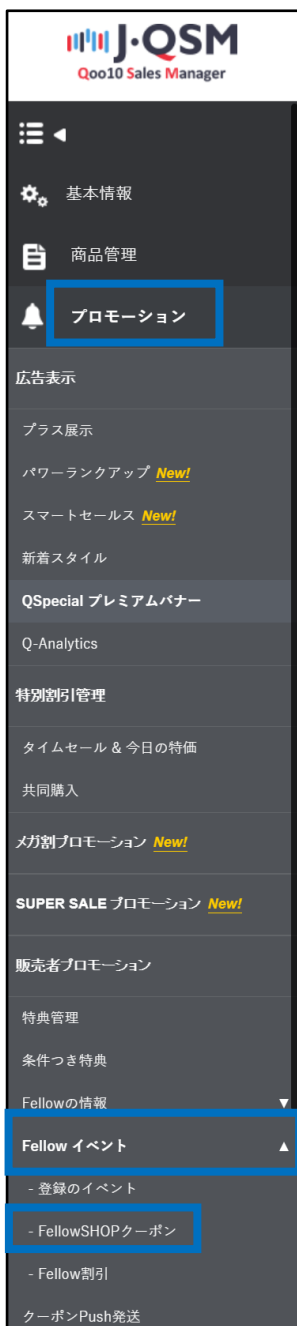 J·QSM
Qoo10 Sales Manager
基本情報
商品管理
プロモーション
広告表示
プラス展示
パワーランクアップ New!
スマートセールス New!
新着スタイル
QSpecial プレミアムバナー
Q-Analytics
特別割引管理
タイムセール & 今日の特価
共同購入
メガ割プロモーション New!
SUPER SALE プロモーション New!
販売者プロモーション
特典管理
条件つき特典
Fellowの情報 ▼
Fellow イベント ▲
- 登録のイベント
- FellowSHOPクーポン
- Fellow割引
クーポンPush発送